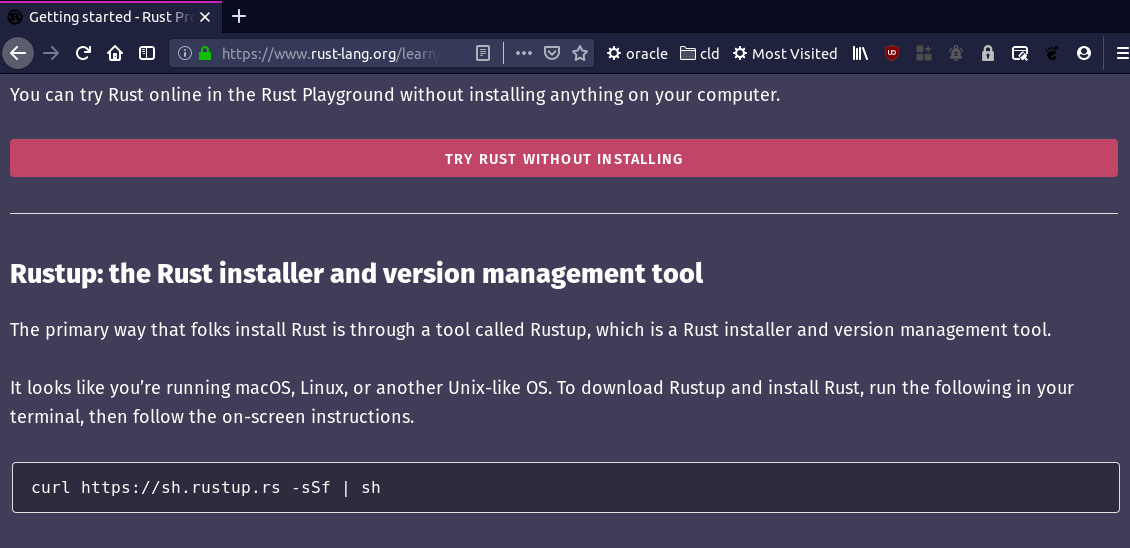 Getting started - Rust Pro
https://www.rust-lang.org/learn/
oracle
cld
Most Visited
You can try Rust online in the Rust Playground without installing anything on your computer.
TRY RUST WITHOUT INSTALLING
Rustup: the Rust installer and version management tool
The primary way that folks install Rust is through a tool called Rustup, which is a Rust installer and version management tool.
It looks like you’re running macOS, Linux, or another Unix-like OS. To download Rustup and install Rust, run the following in your
terminal, then follow the on-screen instructions.
curl https://sh.rustup.rs -sSf | sh